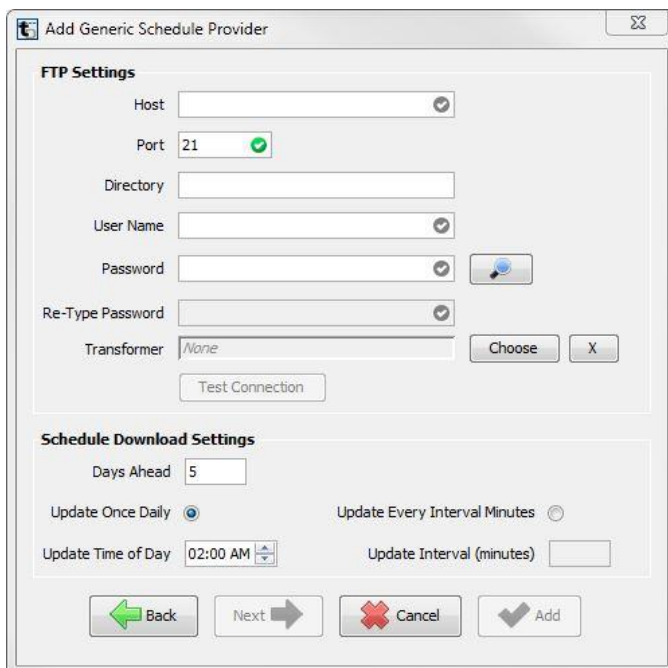 Add Generic Schedule Provider
FTP Settings
Host
Port 21
Directory
User Name
Password
Re-Type Password
Transformer None Choose X
Test Connection
Schedule Download Settings
Days Ahead 5
Update Once Daily Update Every Interval Minutes
Update Time of Day 02:00 AM Update Interval (minutes)
Back Next Cancel Add